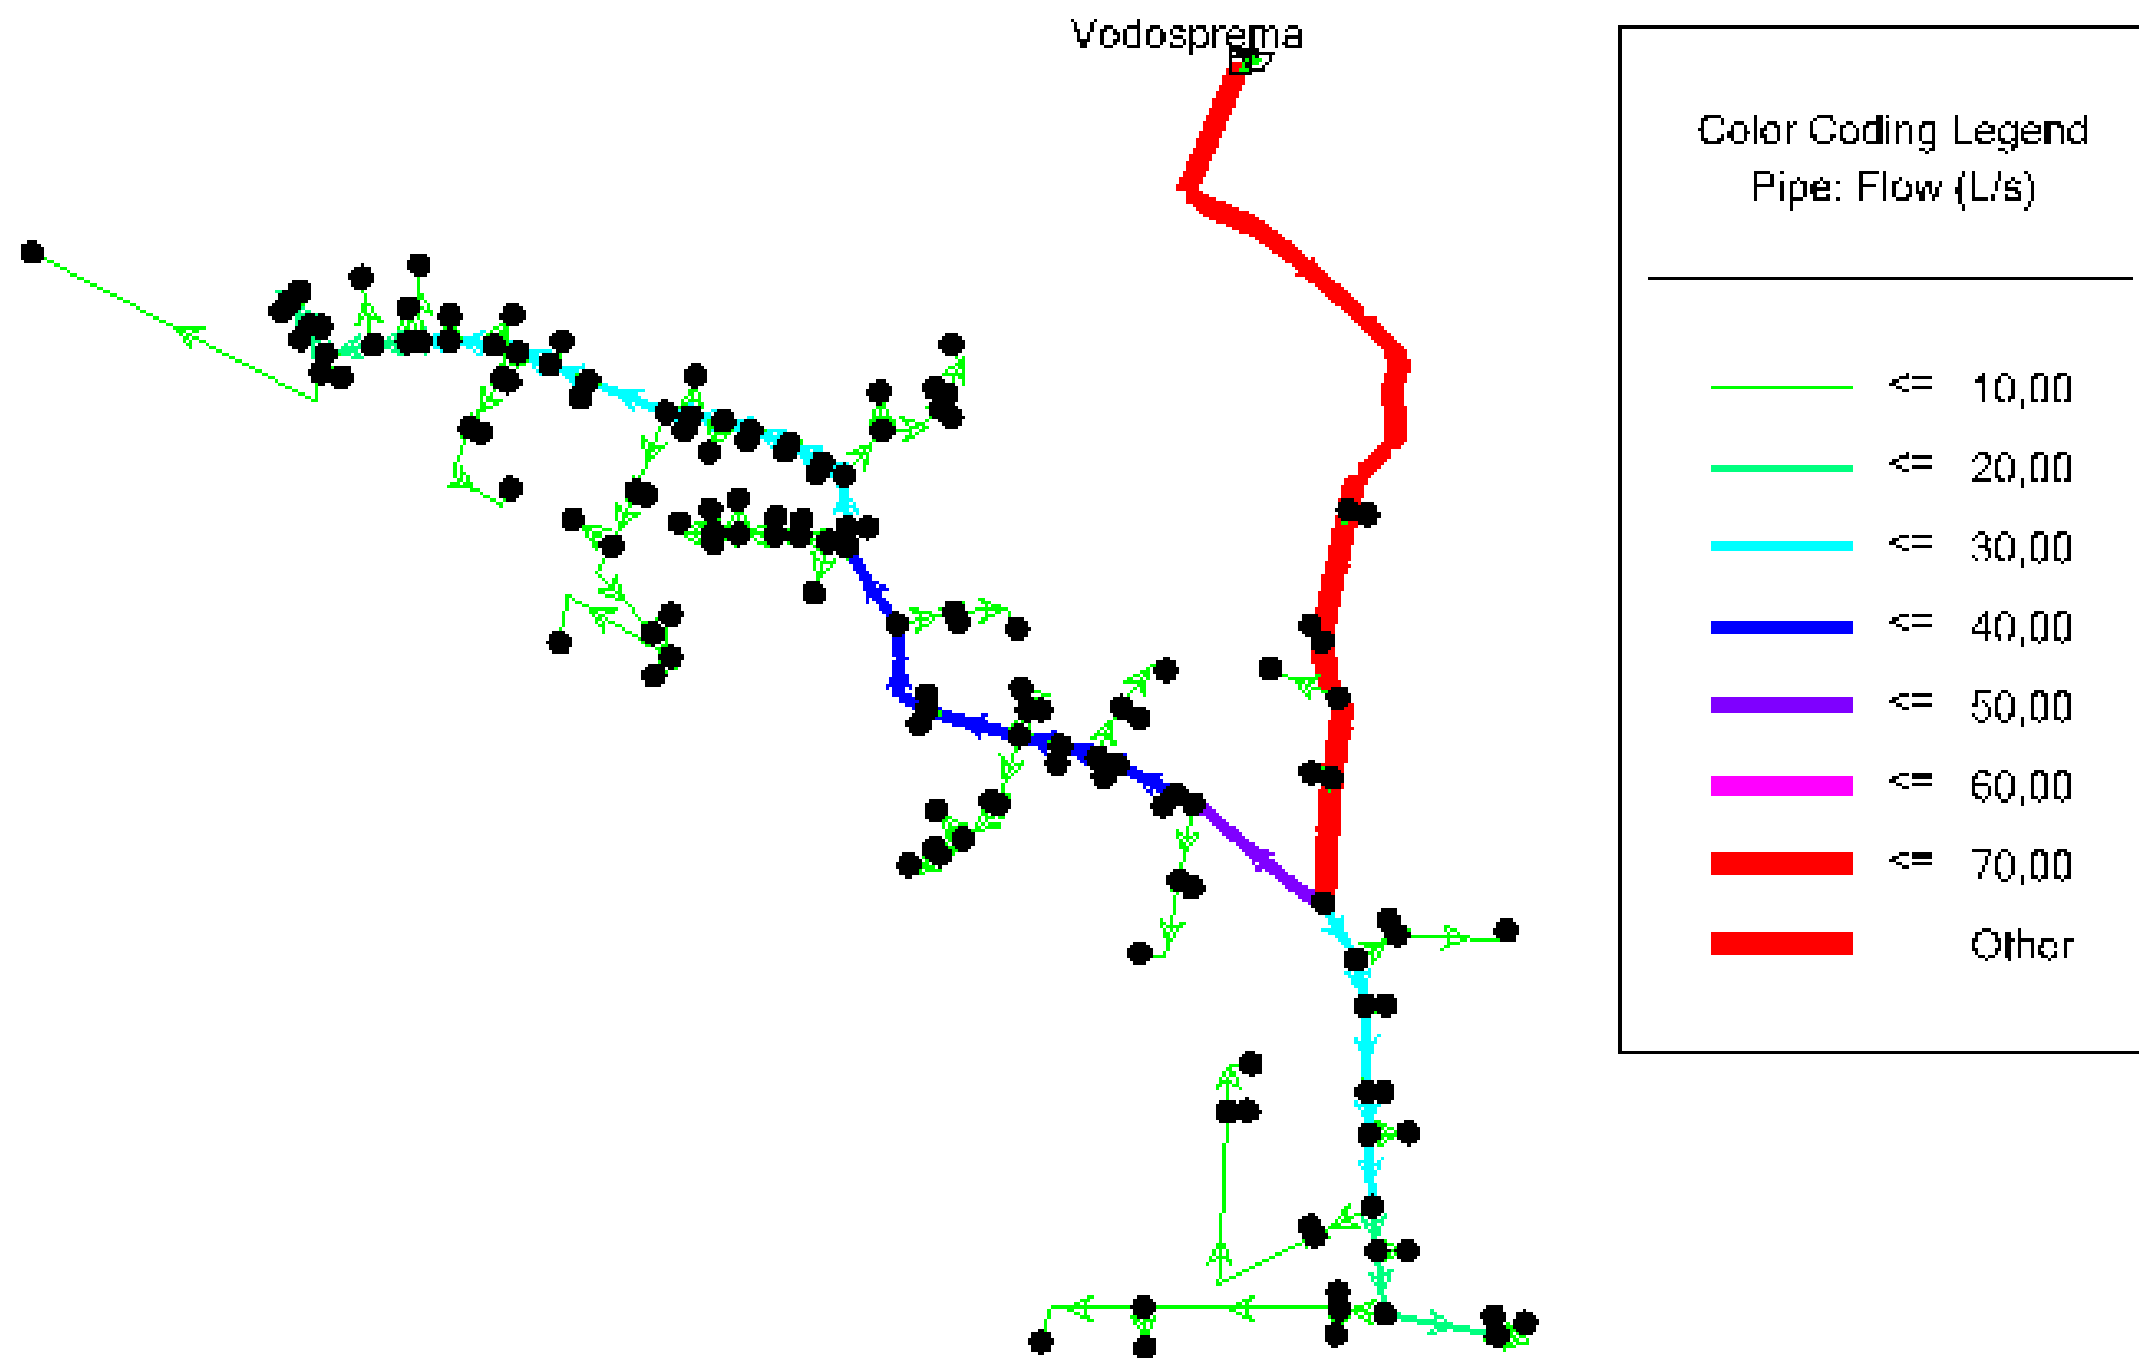 Vodosprema
Color Coding Legend
Pipe: Flow (L/s)
<= 10,00
<= 20,00
<= 30,00
<= 40,00
<= 50,00
<= 60,00
<= 70,00
Other